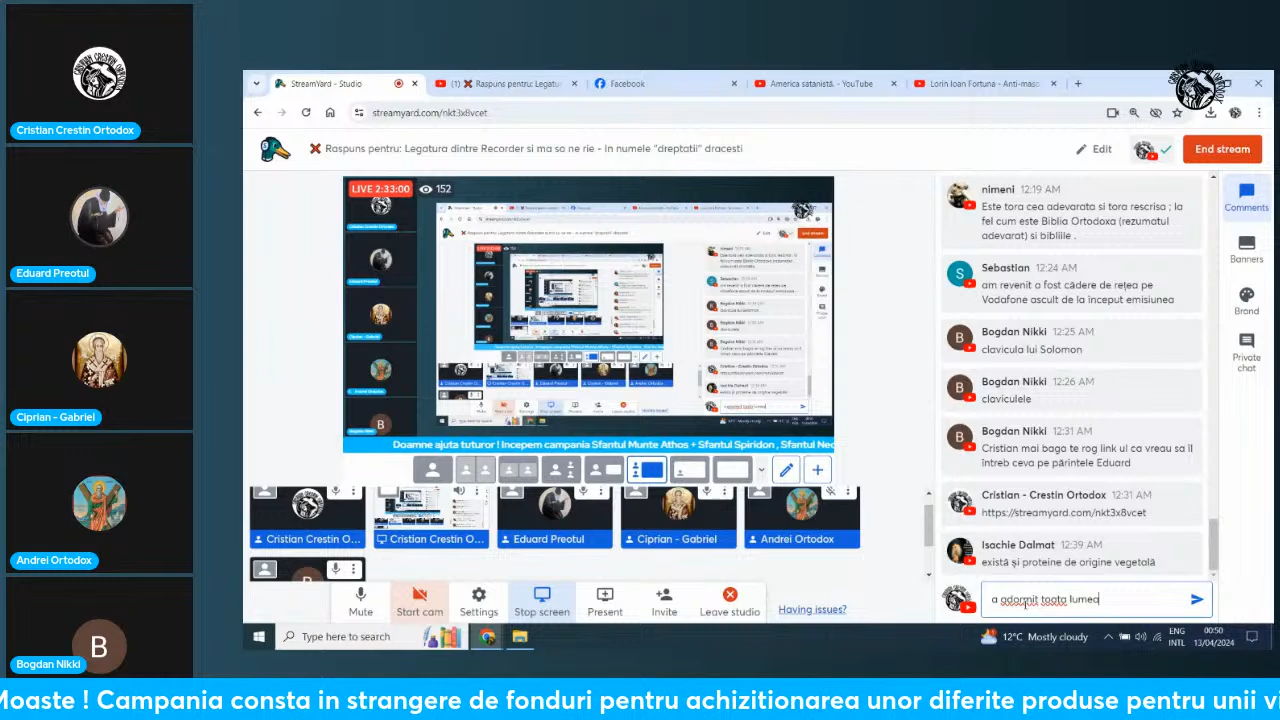 Cristian Crestin Ortodox
Eduard Preotul
Ciprian - Gabriel
Andrei Ortodox
B
Bogdan Nikki
StreamYard - Studio
(1) ❌ Raspuns pentru: Legatu
Facebook
America satanistă. - YouTube
Lorin Ioan Fortuna - Anti-maso
streamyard.com/nkt3x8vcet
❌ Raspuns pentru: Legatura dintre Recorder si ma sa ne rie - In numele "dreptatii" dracesti
Edit
End stream
LIVE 2:33:00
152
Doamne ajuta tuturor ! Incepem campania Sfantul Munte Athos + Sfantul Spiridon , Sfantul Nec
Cristian Crestin O...
Cristian Crestin O...
Eduard Preotul
Ciprian - Gabriel
Andrei Ortodox
Mute
Start cam
Settings
Stop screen
Present
Invite
Leave studio
Having issues?
nimeni 12:19 AM
Este tora cea adevarata si tora rescrisa ; la
fel cum este Biblia Ortodoxa (rezumatul
adevarat) si bibliile .
S
Sebastian 12:24 AM
am revenit a fost cădere de rețea pe
Vodafone ascult de la început emisiunea
B
Bogdan Nikki 12:25 AM
clavicula lui Solomon
B
Bogdan Nikki 12:26 AM
claviculele
B
Bogdan Nikki 12:31 AM
Cristian mai baga te rog link ul ca vreau sa îl
întreb ceva pe părintele Eduard
Cristian - Crestin Ortodox 12:31 AM
https://streamyard.com/nkt3x8vcet
Isachie Dalmat 12:39 AM
există și proteine de origine vegetală
a adormit toata lumea
Comments
Banners
Brand
Private
chat
Type here to search
12°C Mostly cloudy
ENG
INTL
00:50
13/04/2024
Moaste ! Campania consta in strangere de fonduri pentru achizitionarea unor diferite produse pentru unii vi